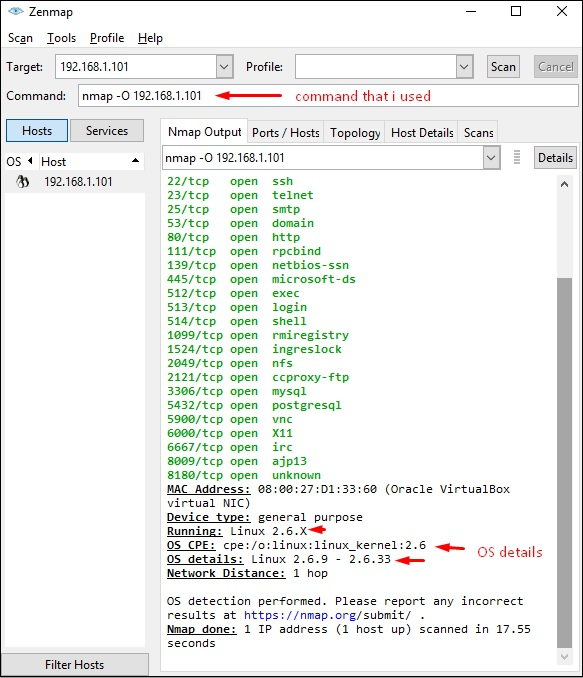 Zenmap
Scan Tools Profile Help
Target: 192.168.1.101 Profile: Scan Cancel
Command: nmap -O 192.168.1.101 command that i used
Hosts Services
Nmap Output Ports / Hosts Topology Host Details Scans
OS Host
nmap -O 192.168.1.101 Details
192.168.1.101
22/tcp open ssh
23/tcp open telnet
25/tcp open smtp
53/tcp open domain
80/tcp open http
111/tcp open rpcbind
139/tcp open netbios-ssn
445/tcp open microsoft-ds
512/tcp open exec
513/tcp open login
514/tcp open shell
1099/tcp open rmiregistry
1524/tcp open ingreslock
2049/tcp open nfs
2121/tcp open ccproxy-ftp
3306/tcp open mysql
5432/tcp open postgresql
5900/tcp open vnc
6000/tcp open X11
6667/tcp open irc
8009/tcp open ajp13
8180/tcp open unknown
MAC Address: 08:00:27:D1:33:60 (Oracle VirtualBox
virtual NIC)
Device type: general purpose
Running: Linux 2.6.X
OS CPE: cpe:/o:linux:linux_kernel:2.6
OS details
OS details: Linux 2.6.9 - 2.6.33
Network Distance: 1 hop
OS detection performed. Please report any incorrect
results at https://nmap.org/submit/ .
Nmap done: 1 IP address (1 host up) scanned in 17.55
seconds
Filter Hosts